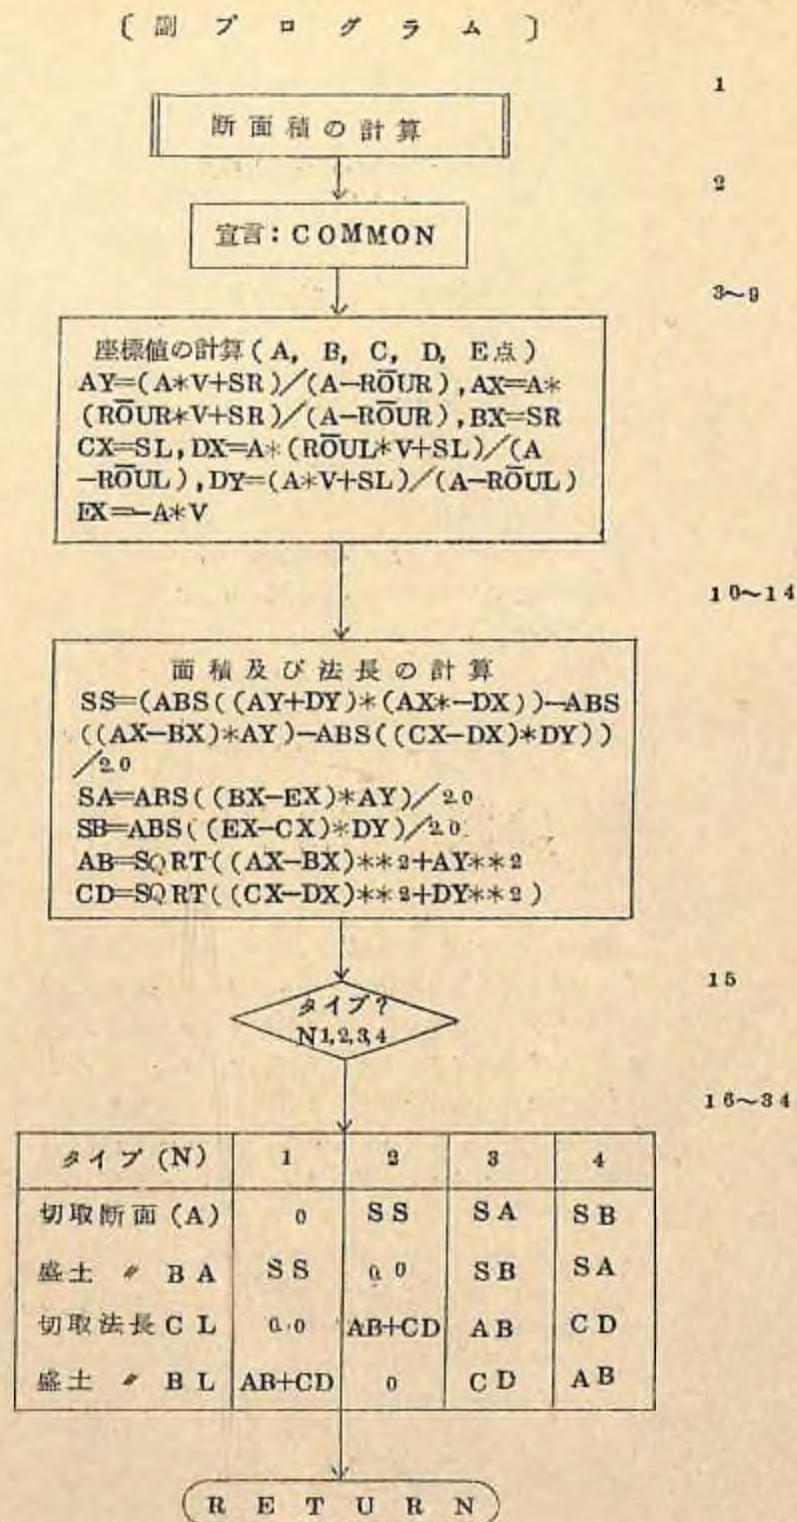 〔副プログラム〕
1
断面積の計算
2
宣言：COMMON
3〜9
座標値の計算(A, B, C, D, E点)
AY=(A*V+SR)/(A-RŌUR),AX=A*
(RŌUR*V+SR)/(A-RŌUR),BX=SR
CX=SL,DX=A*(RŌUL*V+SL)/(A
-RŌUL),DY=(A*V+SL)/(A-RŌUL)
EX=-A*V
10〜14
面積及び法長の計算
SS=(ABS((AY+DY)*(AX*-DX))-ABS
((AX-BX)*AY)-ABS((CX-DX)*DY))
/2.0
SA=ABS((BX-EX)*AY)/2.0
SB=ABS((EX-CX)*DY)/2.0
AB=SQRT((AX-BX)**2+AY**2
CD=SQRT((CX-DX)**2+DY**2)
15
タイプ?
N1,2,3,4
16〜34
タイプ(N) 1 2 3 4
切取断面(A) 0 SS SA SB
盛土 〃 BA SS 0.0 SB SA
切取法長CL 0.0 AB+CD AB CD
盛土 〃 BL AB+CD 0 CD AB
RETURN